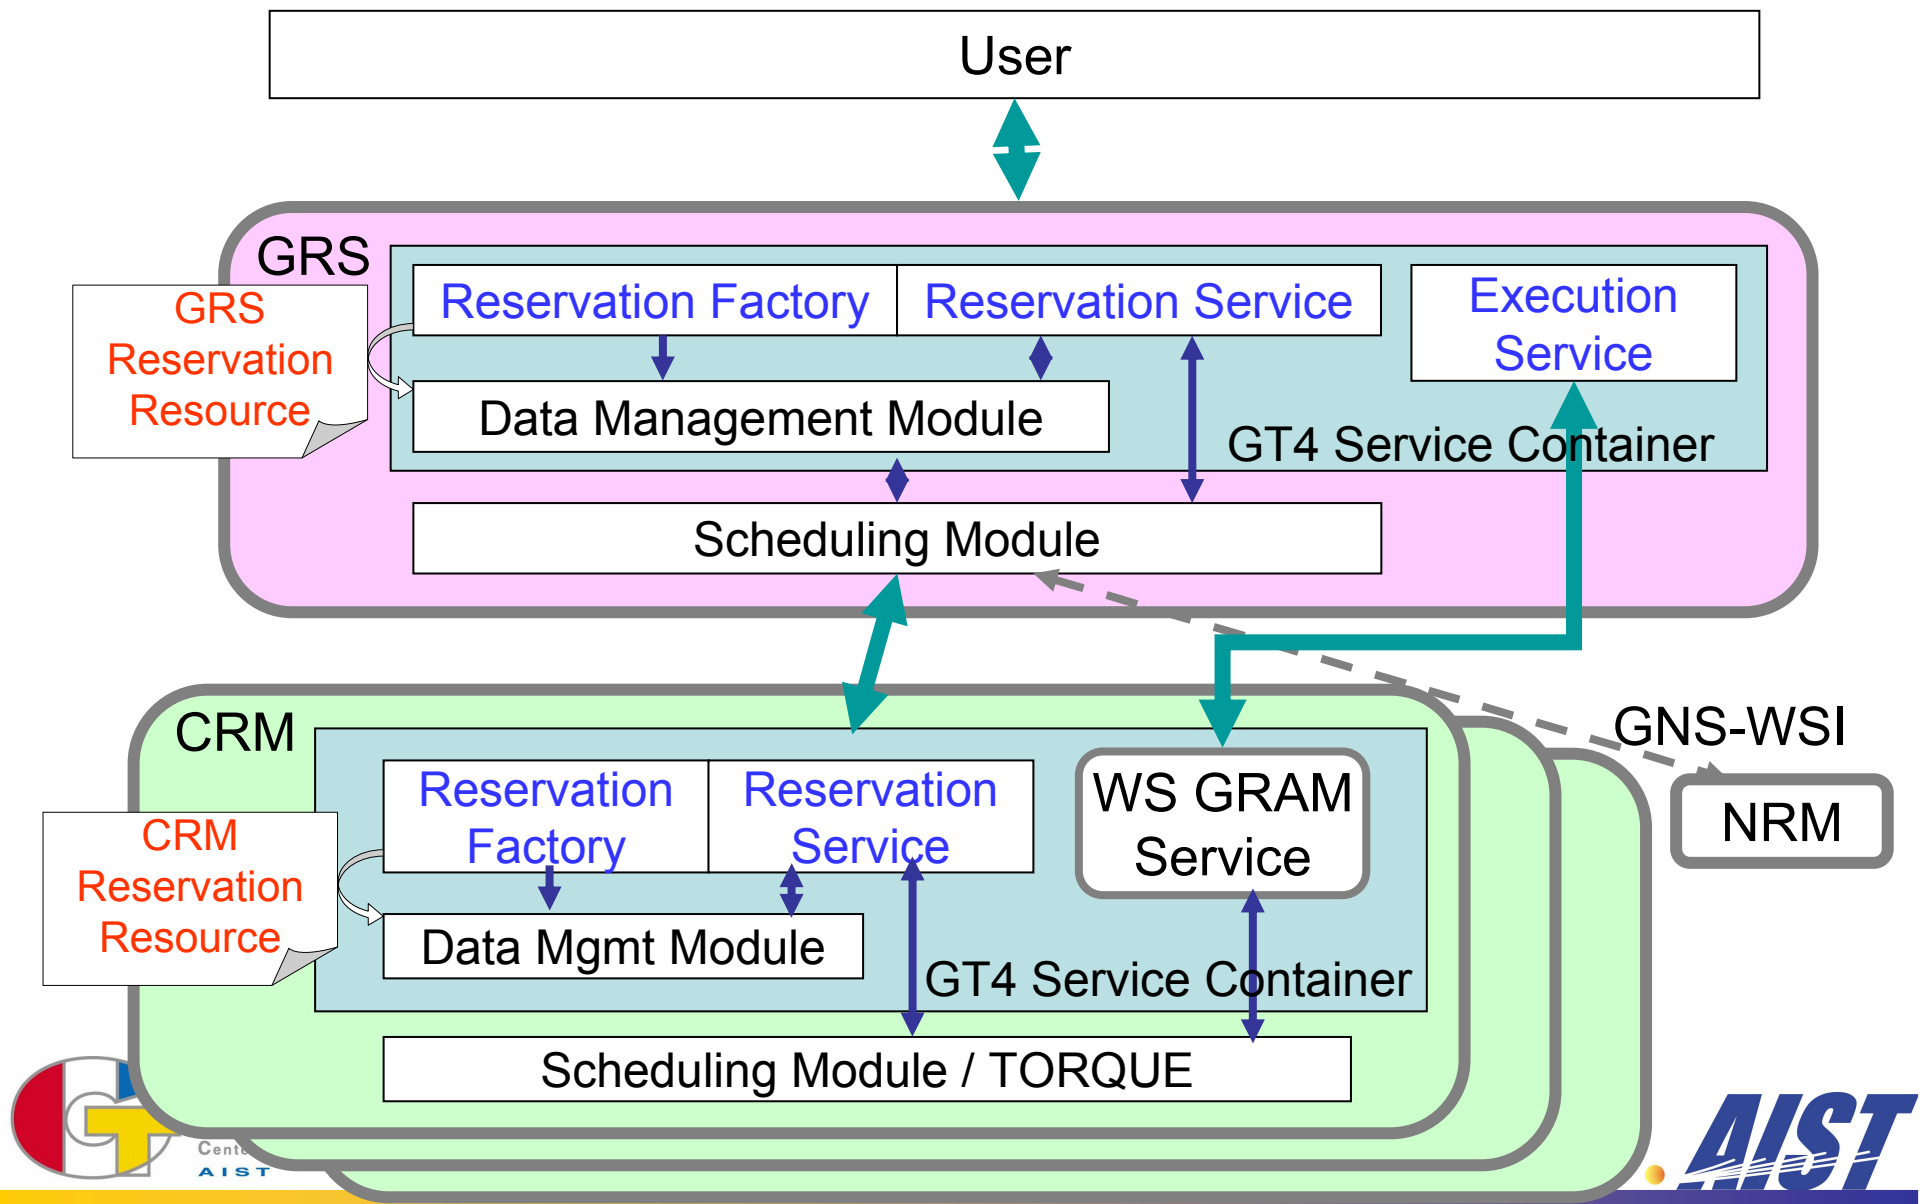 User
GRS
GRS
Reservation
Resource
Reservation Factory
Reservation Service
Execution
Service
Data Management Module
GT4 Service Container
Scheduling Module
CRM
CRM
Reservation
Resource
Reservation
Factory
Reservation
Service
WS GRAM
Service
GNS-WSI
NRM
Data Mgmt Module
GT4 Service Container
Scheduling Module / TORQUE
AIST
AIST